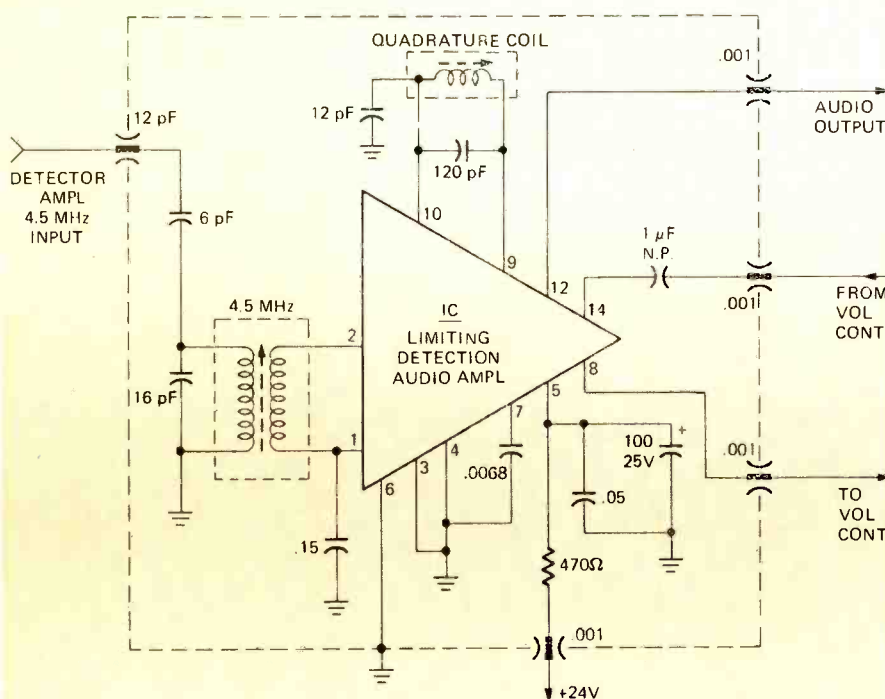 QUADRATURE COIL
.001
12 pF
12 pF
AUDIO
OUTPUT
120 pF
DETECTOR
AMPL
4.5 MHz
INPUT
6 pF
10
9
1 µF
N.P.
12
14
4.5 MHz
IC
LIMITING
DETECTION
AUDIO AMPL
.001
FROM
VOL
CONT
2
8
16 pF
5
7
1
4
3
6
.0068
+
100
25V
.001
.05
TO
VOL
CONT
.15
470Ω
.001
+24V